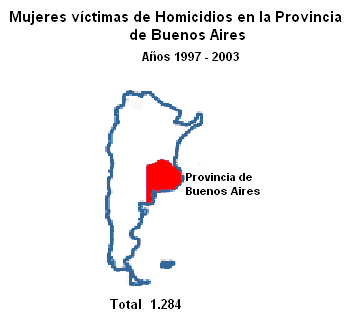 Mujeres víctimas de Homicidios en la Provincia
de Buenos Aires
Años 1997 - 2003
Provincia de
Buenos Aires
Total 1.284